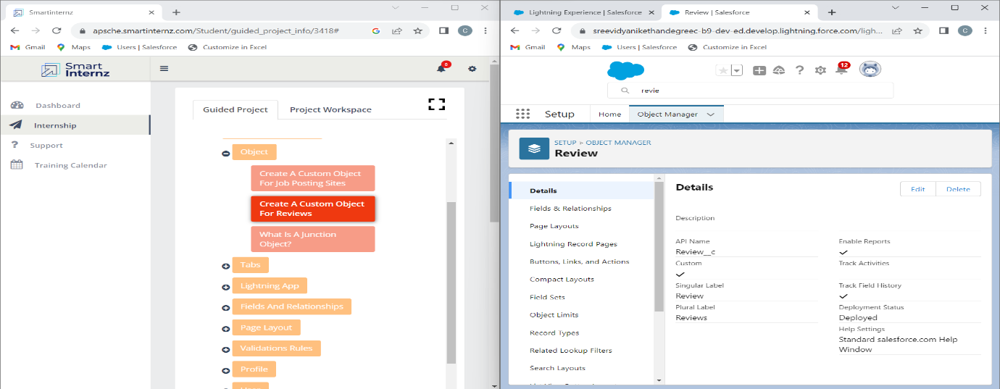 Smartinternz
apsche.smartinternz.com/Student/guided_project_info/3418#
C
Gmail
Maps
Users | Salesforce
Customize in Excel
Smart
Internz
0
Dashboard
Internship
Support
Training Calendar
Guided Project
Project Workspace
Object
Create A Custom Object
For Job Posting Sites
Create A Custom Object
For Reviews
What Is A Junction
Object?
Tabs
Lightning App
Fields And Relationships
Page Layout
Validations Rules
Profile
Lightning Experience | Salesforce
Review | Salesforce
sreevidyanikethandegreec-b9-dev-ed.develop.lightning.force.com/ligh...
C
Gmail
Maps
Users | Salesforce
Customize in Excel
12
revie
Setup
Home
Object Manager
SETUP > OBJECT MANAGER
Review
Details
Fields & Relationships
Page Layouts
Lightning Record Pages
Buttons, Links, and Actions
Compact Layouts
Field Sets
Object Limits
Record Types
Related Lookup Filters
Search Layouts
Details
Edit
Delete
Description
API Name
Review__c
Custom
Singular Label
Review
Plural Label
Reviews
Enable Reports
Track Activities
Track Field History
Deployment Status
Deployed
Help Settings
Standard salesforce.com Help
Window